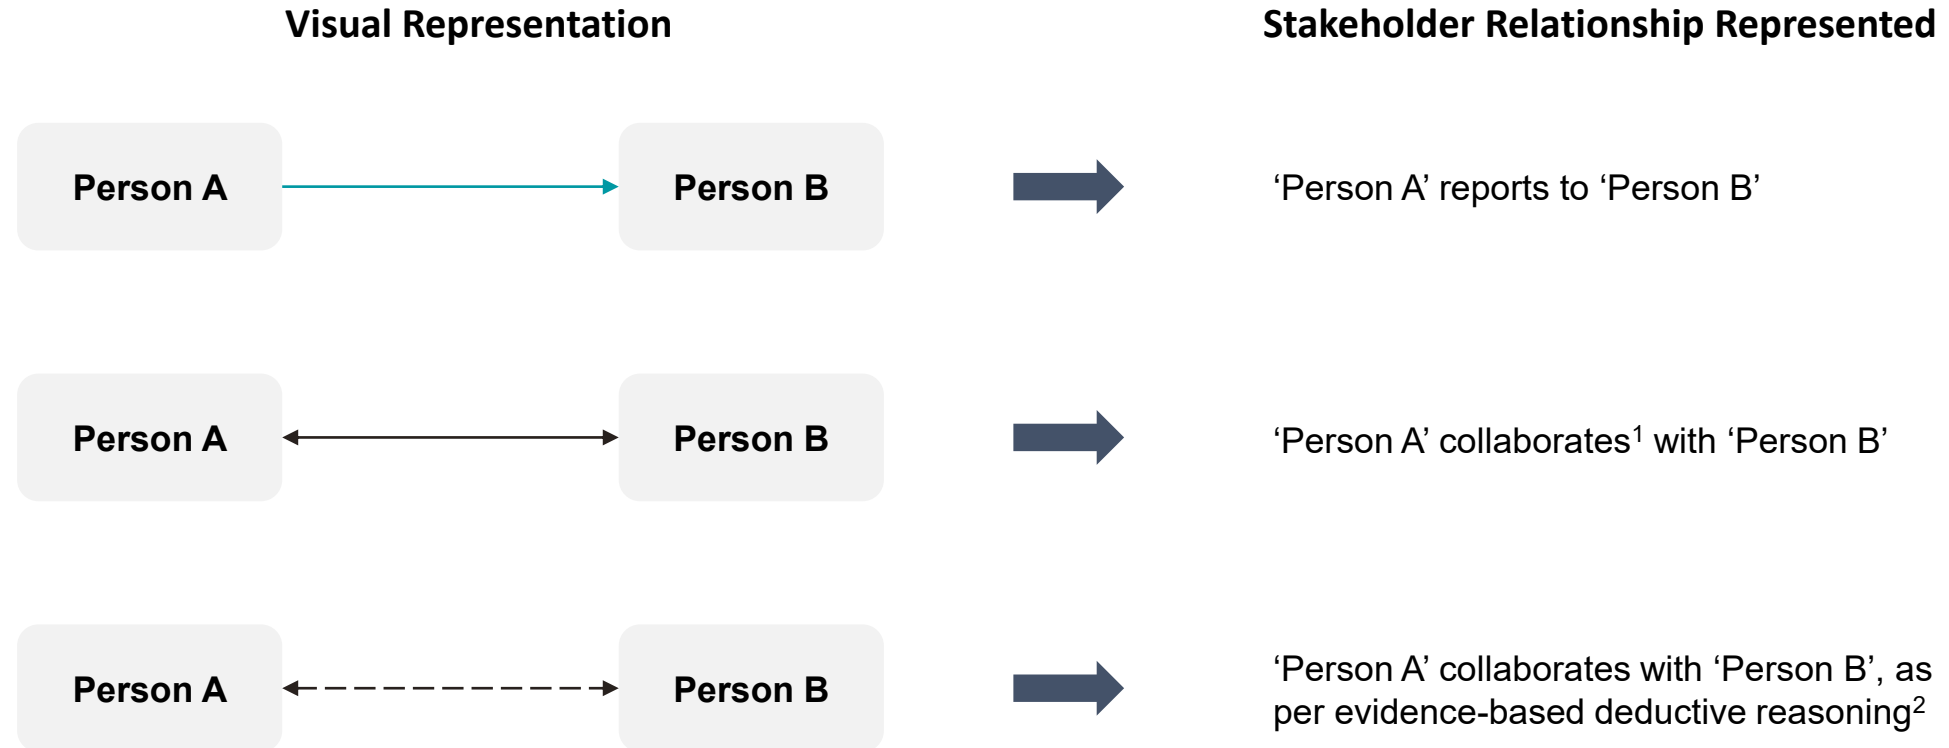 Visual Representation
Stakeholder Relationship Represented
Person A
Person B
‘Person A’ reports to ‘Person B’
Person A
Person B
‘Person A’ collaborates¹ with ‘Person B’
Person A
Person B
‘Person A’ collaborates with ‘Person B’, as
per evidence-based deductive reasoning²